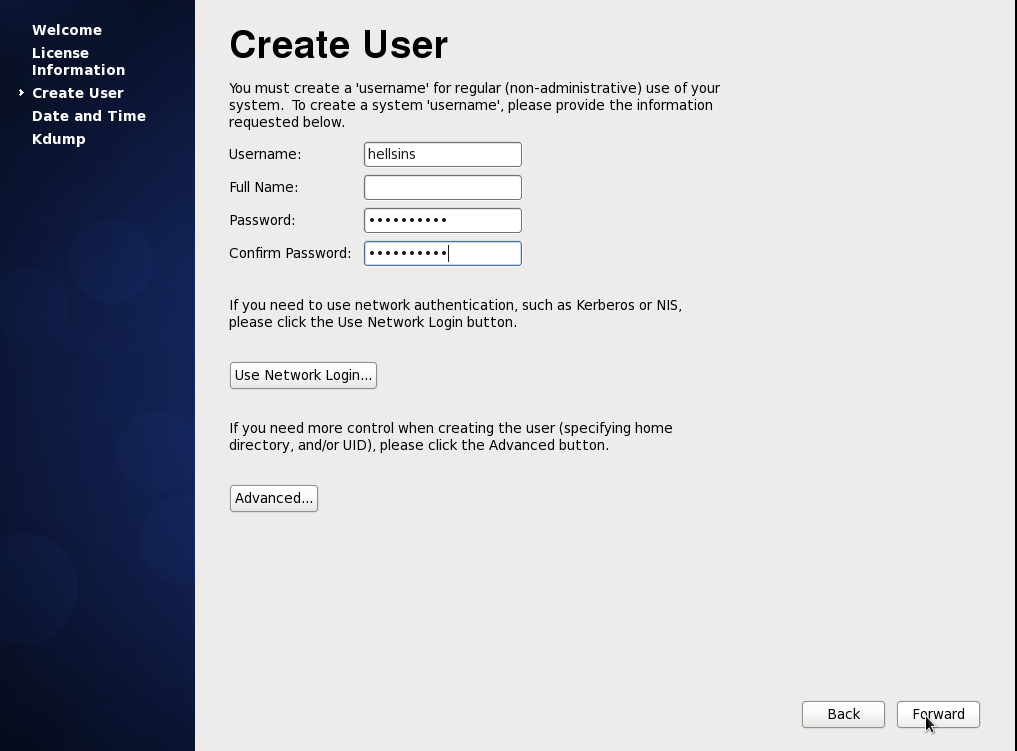 Welcome
License
Information
Create User
Date and Time
Kdump
Create User
You must create a 'username' for regular (non-administrative) use of your
system.  To create a system 'username', please provide the information
requested below.
Username: hellsins
Full Name:
Password: ••••••••••
Confirm Password: ••••••••••
If you need to use network authentication, such as Kerberos or NIS,
please click the Use Network Login button.
Use Network Login...
If you need more control when creating the user (specifying home
directory, and/or UID), please click the Advanced button.
Advanced...
Back Forward